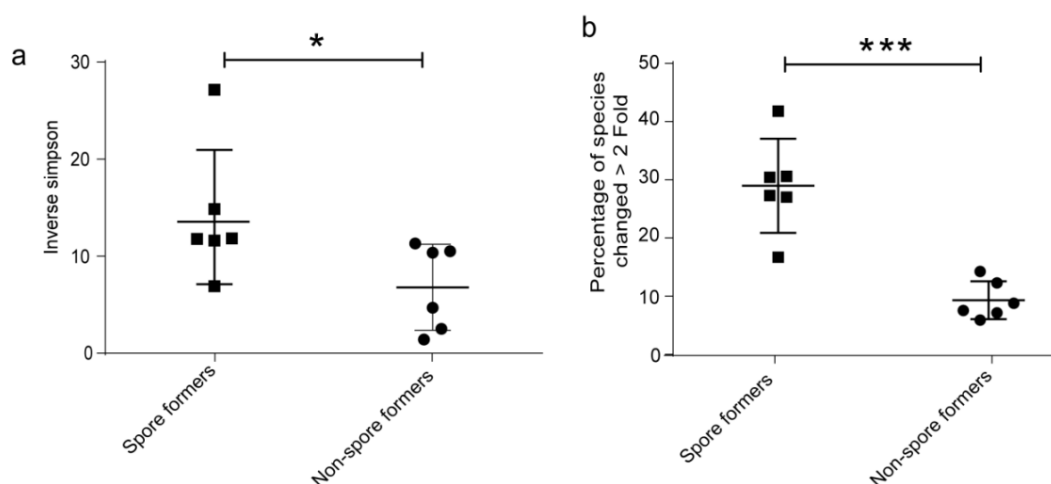 a
*
30
20
10
0
Inverse simpson
Spore formers
Non-spore formers
b
***
50
40
30
20
10
0
Percentage of species
changed > 2 Fold
Spore formers
Non-spore formers